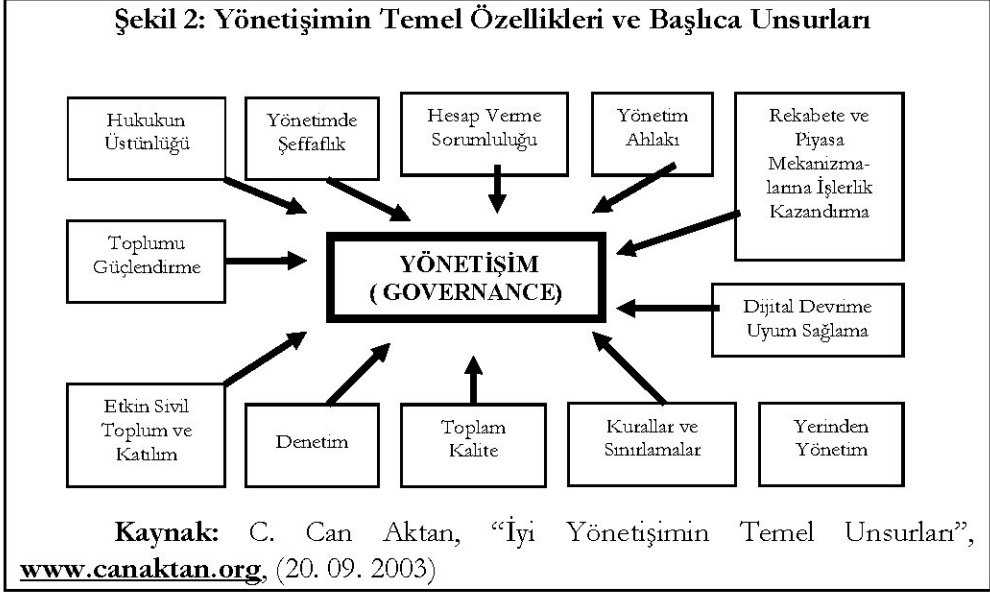 Şekil 2: Yönetişimin Temel Özellikleri ve Başlıca Unsurları
Hukukun
Üstünlüğü
Yönetimde
Şeffaflık
Hesap Verme
Sorumluluğu
Yönetim
Ahlakı
Rekabete ve
Piyasa
Mekanizma-
larına İşlerlik
Kazandırma
Toplumu
Güçlendirme
YÖNETİŞİM
( GOVERNANCE)
Dijital Devrime
Uyum Sağlama
Etkin Sivil
Toplum ve
Katılım
Denetim
Toplam
Kalite
Kurallar ve
Sınırlamalar
Yerinden
Yönetim
Kaynak: C. Can Aktan, “İyi Yönetişimin Temel Unsurları”,
www.canaktan.org, (20. 09. 2003)